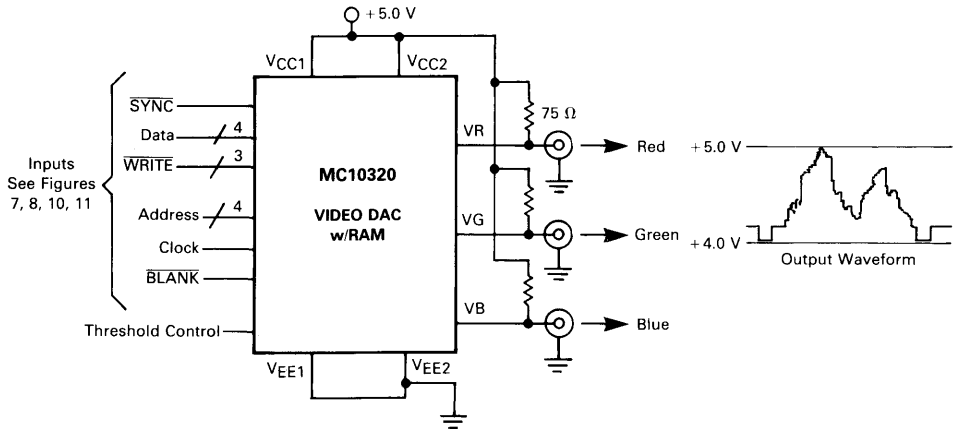 +5.0 V
VCC1
VCC2
SYNC
Data
4
WRITE
3
Inputs
See Figures
7, 8, 10, 11
Address
4
Clock
BLANK
Threshold Control
MC10320
VIDEO DAC
w/RAM
VEE1
VEE2
75 Ω
VR
Red
VG
Green
VB
Blue
+5.0 V
+4.0 V
Output Waveform